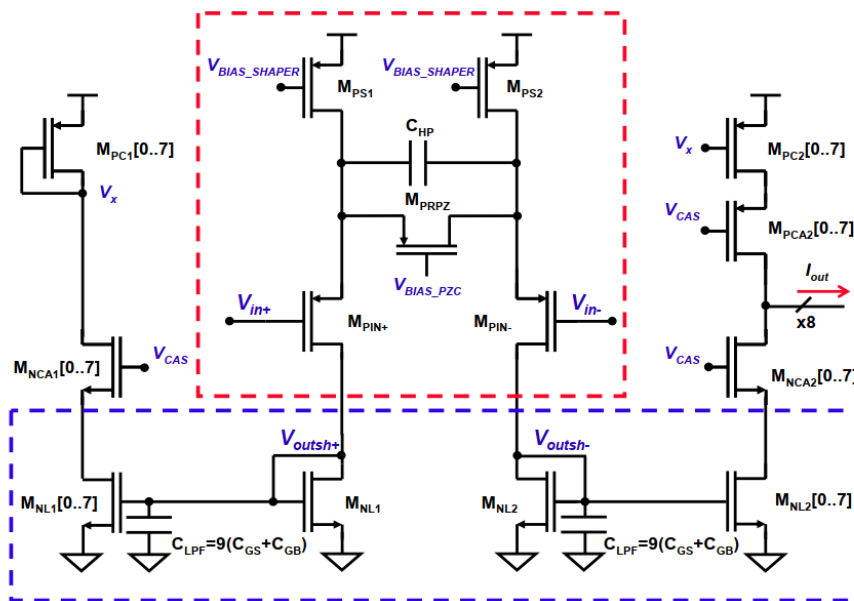 V_BIAS_SHAPER
M_PS1
V_BIAS_SHAPER
M_PS2
C_HP
M_PC1[0..7]
V_x
M_PRPZ
V_BIAS_PZC
V_x
M_PC2[0..7]
V_CAS
M_PCA2[0..7]
I_out
x8
V_in+
M_PIN+
M_PIN-
V_in-
M_NCA1[0..7]
V_CAS
V_CAS
M_NCA2[0..7]
V_outsh+
V_outsh-
M_NL1[0..7]
M_NL1
M_NL2
M_NL2[0..7]
C_LPF=9(C_GS+C_GB)
C_LPF=9(C_GS+C_GB)